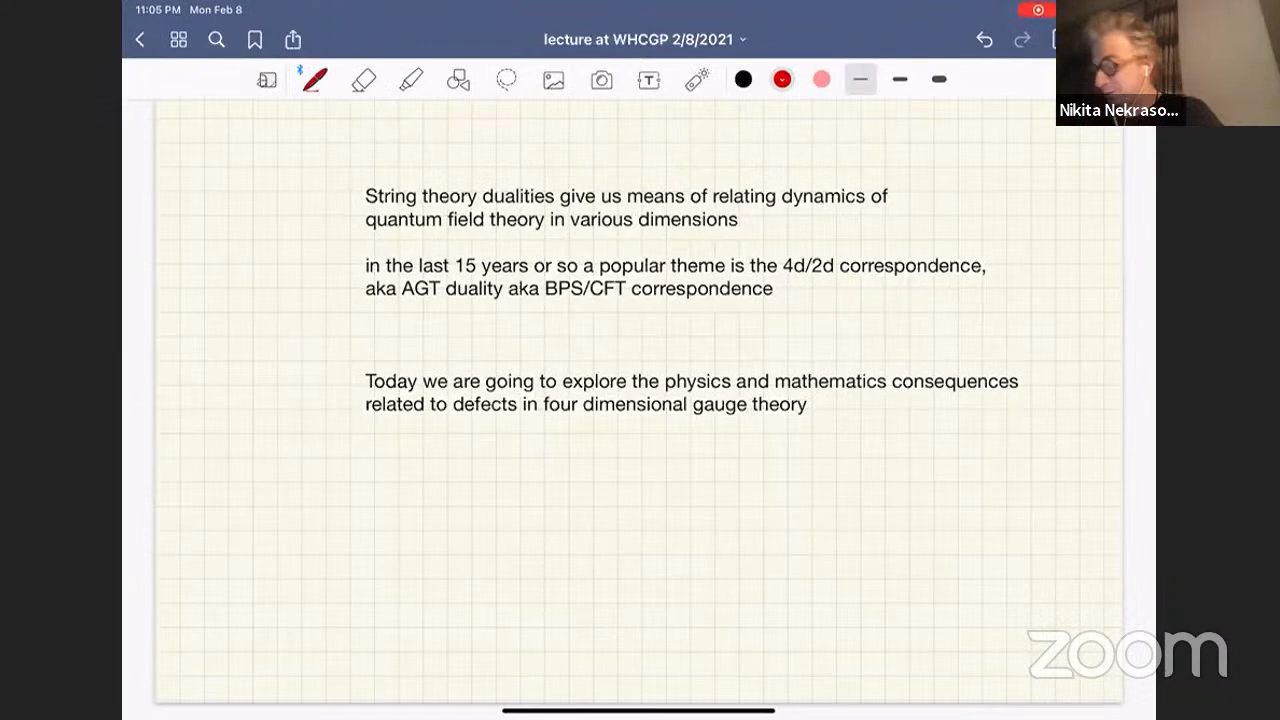 11:05 PM Mon Feb 8
lecture at WHCGP 2/8/2021
T
Nikita Nekraso...
String theory dualities give us means of relating dynamics of
quantum field theory in various dimensions
in the last 15 years or so a popular theme is the 4d/2d correspondence,
aka AGT duality aka BPS/CFT correspondence
Today we are going to explore the physics and mathematics consequences
related to defects in four dimensional gauge theory
zoom